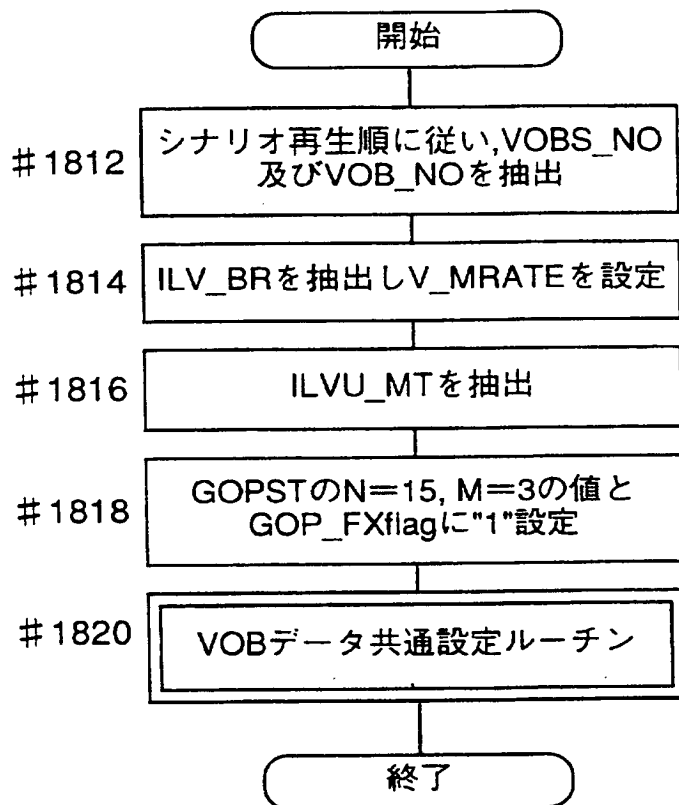 開始
#1812
シナリオ再生順に従い,VOBS_NO
及びVOB_NOを抽出
#1814
ILV_BRを抽出しV_MRATEを設定
#1816
ILVU_MTを抽出
#1818
GOPSTのN=15, M=3の値と
GOP_FXflagに"1"設定
#1820
VOBデータ共通設定ルーチン
終了